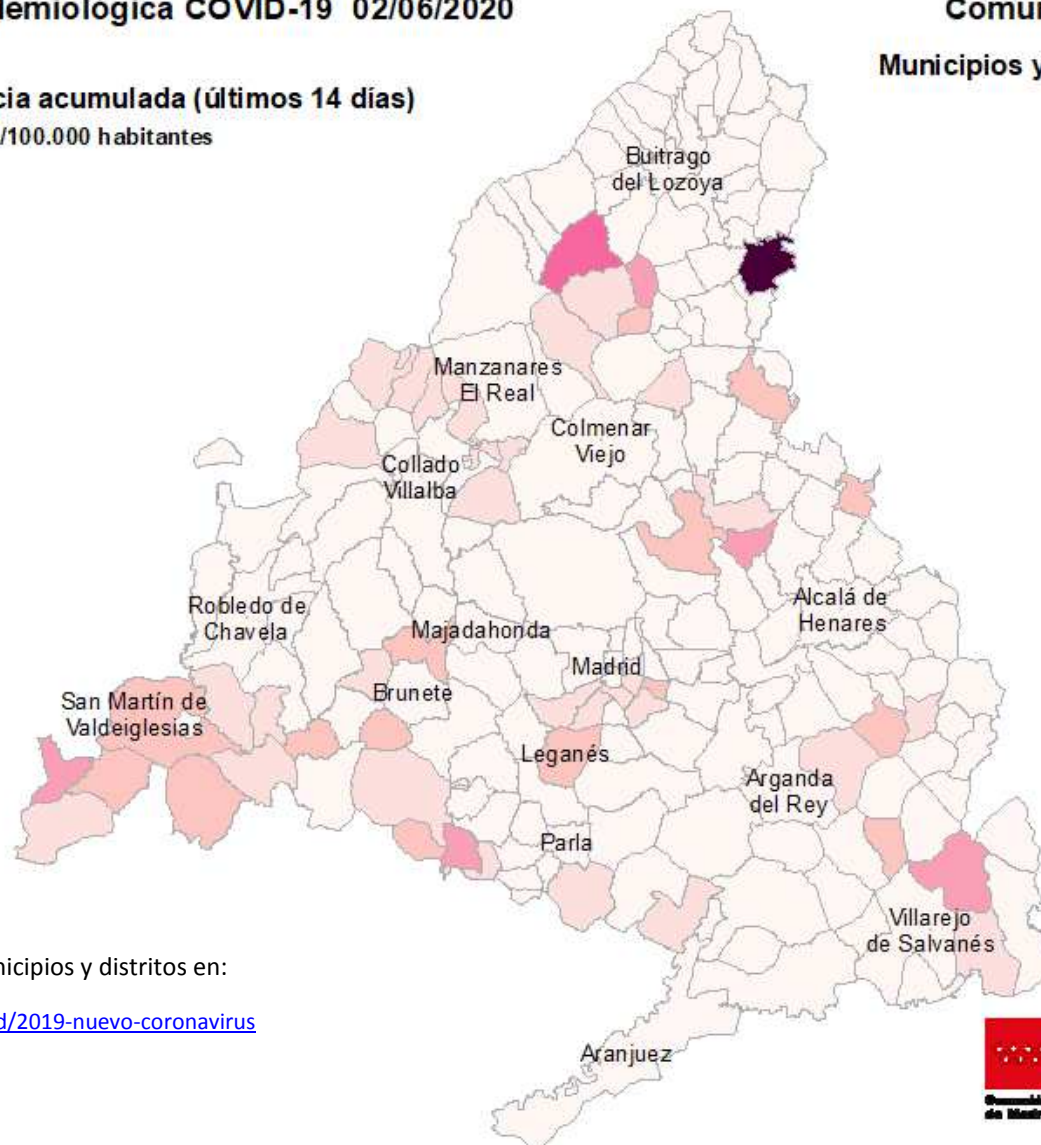 demiológica COVID-19 02/06/2020
Comun
Municipios y
cia acumulada (últimos 14 días)
/100.000 habitantes
Buitrago
del Lozoya
Manzanares
El Real
Colmenar
Viejo
Collado
Villalba
Robledo de
Chavela
Majadahonda
Alcalá de
Henares
Madrid
San Martín de
Valdeiglesias
Brunete
Leganés
Arganda
del Rey
Parla
Villarejo
de Salvanés
nicipios y distritos en:
d/2019-nuevo-coronavirus
Aranjuez
de Madrid